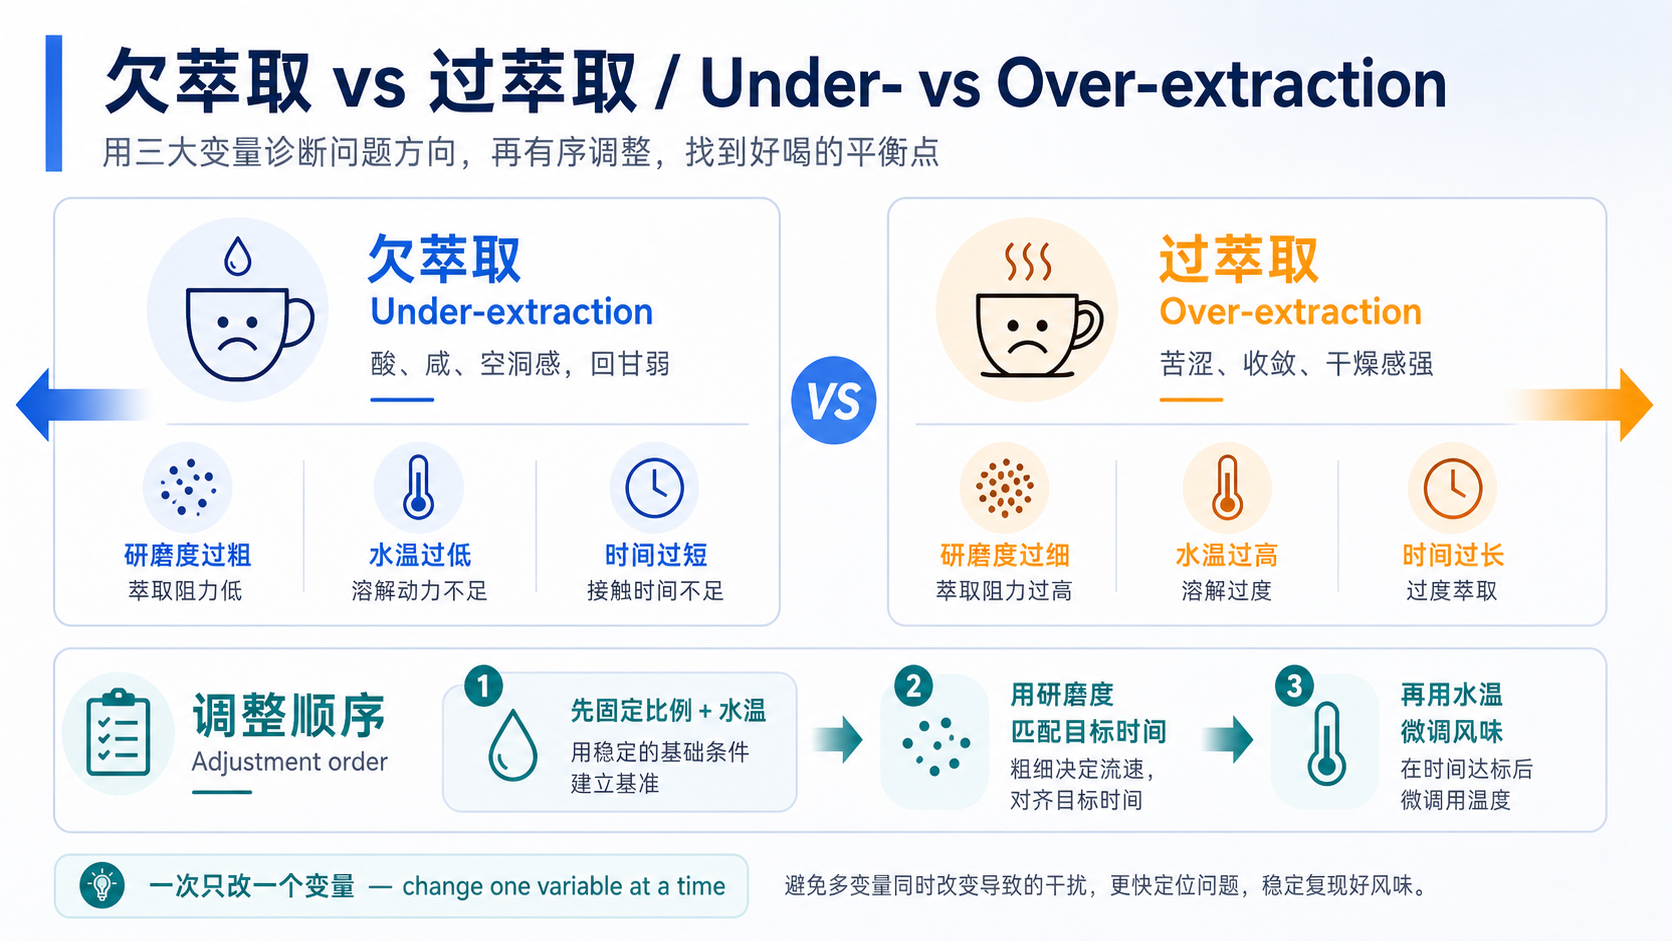 欠萃取 vs 过萃取 / Under- vs Over-extraction
用三大变量诊断问题方向，再有序调整，找到好喝的平衡点
欠萃取
Under-extraction
酸、咸、空洞感，回甘弱
研磨度过粗
萃取阻力低
水温过低
溶解动力不足
时间过短
接触时间不足
VS
过萃取
Over-extraction
苦涩、收敛、干燥感强
研磨度过细
萃取阻力过高
水温过高
溶解过度
时间过长
过度萃取
调整顺序
Adjustment order
1
先固定比例 + 水温
用稳定的基础条件
建立基准
2
用研磨度
匹配目标时间
粗细决定流速，
对齐目标时间
3
再用水温
微调风味
在时间达标后
微调用温度
一次只改一个变量 — change one variable at a time
避免多变量同时改变导致的干扰，更快定位问题，稳定复现好风味。